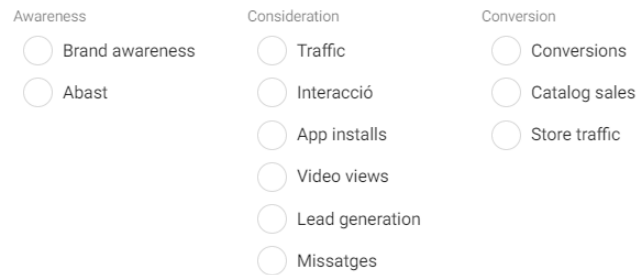 Awareness
Brand awareness
Abast
Consideration
Traffic
Interacció
App installs
Video views
Lead generation
Missatges
Conversion
Conversions
Catalog sales
Store traffic